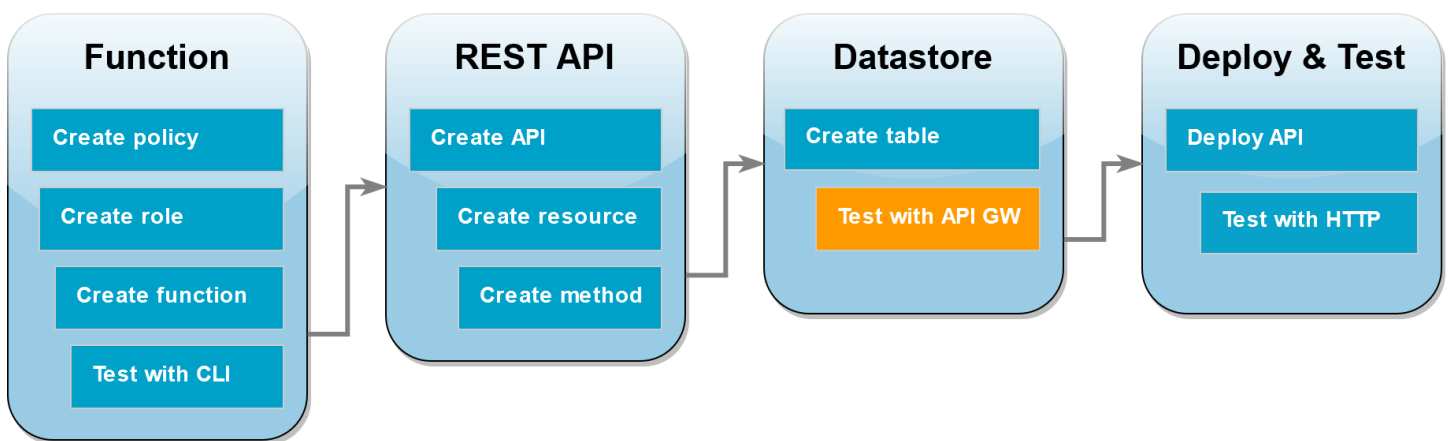 Function
Create policy
Create role
Create function
Test with CLI
REST API
Create API
Create resource
Create method
Datastore
Create table
Test with API GW
Deploy & Test
Deploy API
Test with HTTP